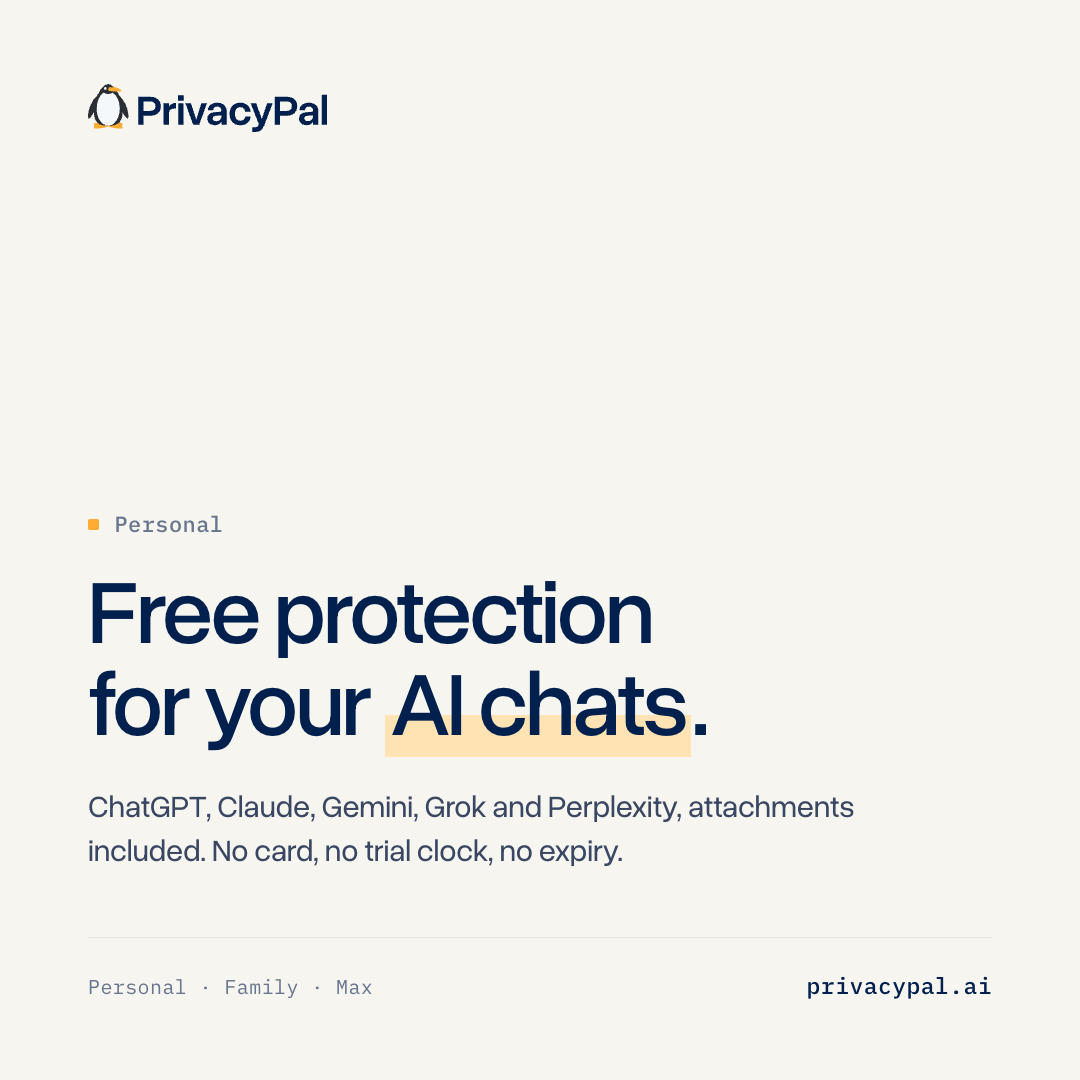 PrivacyPal
Personal
Free protection
for your AI chats.
ChatGPT, Claude, Gemini, Grok and Perplexity, attachments
included. No card, no trial clock, no expiry.
Personal · Family · Max
privacypal.ai